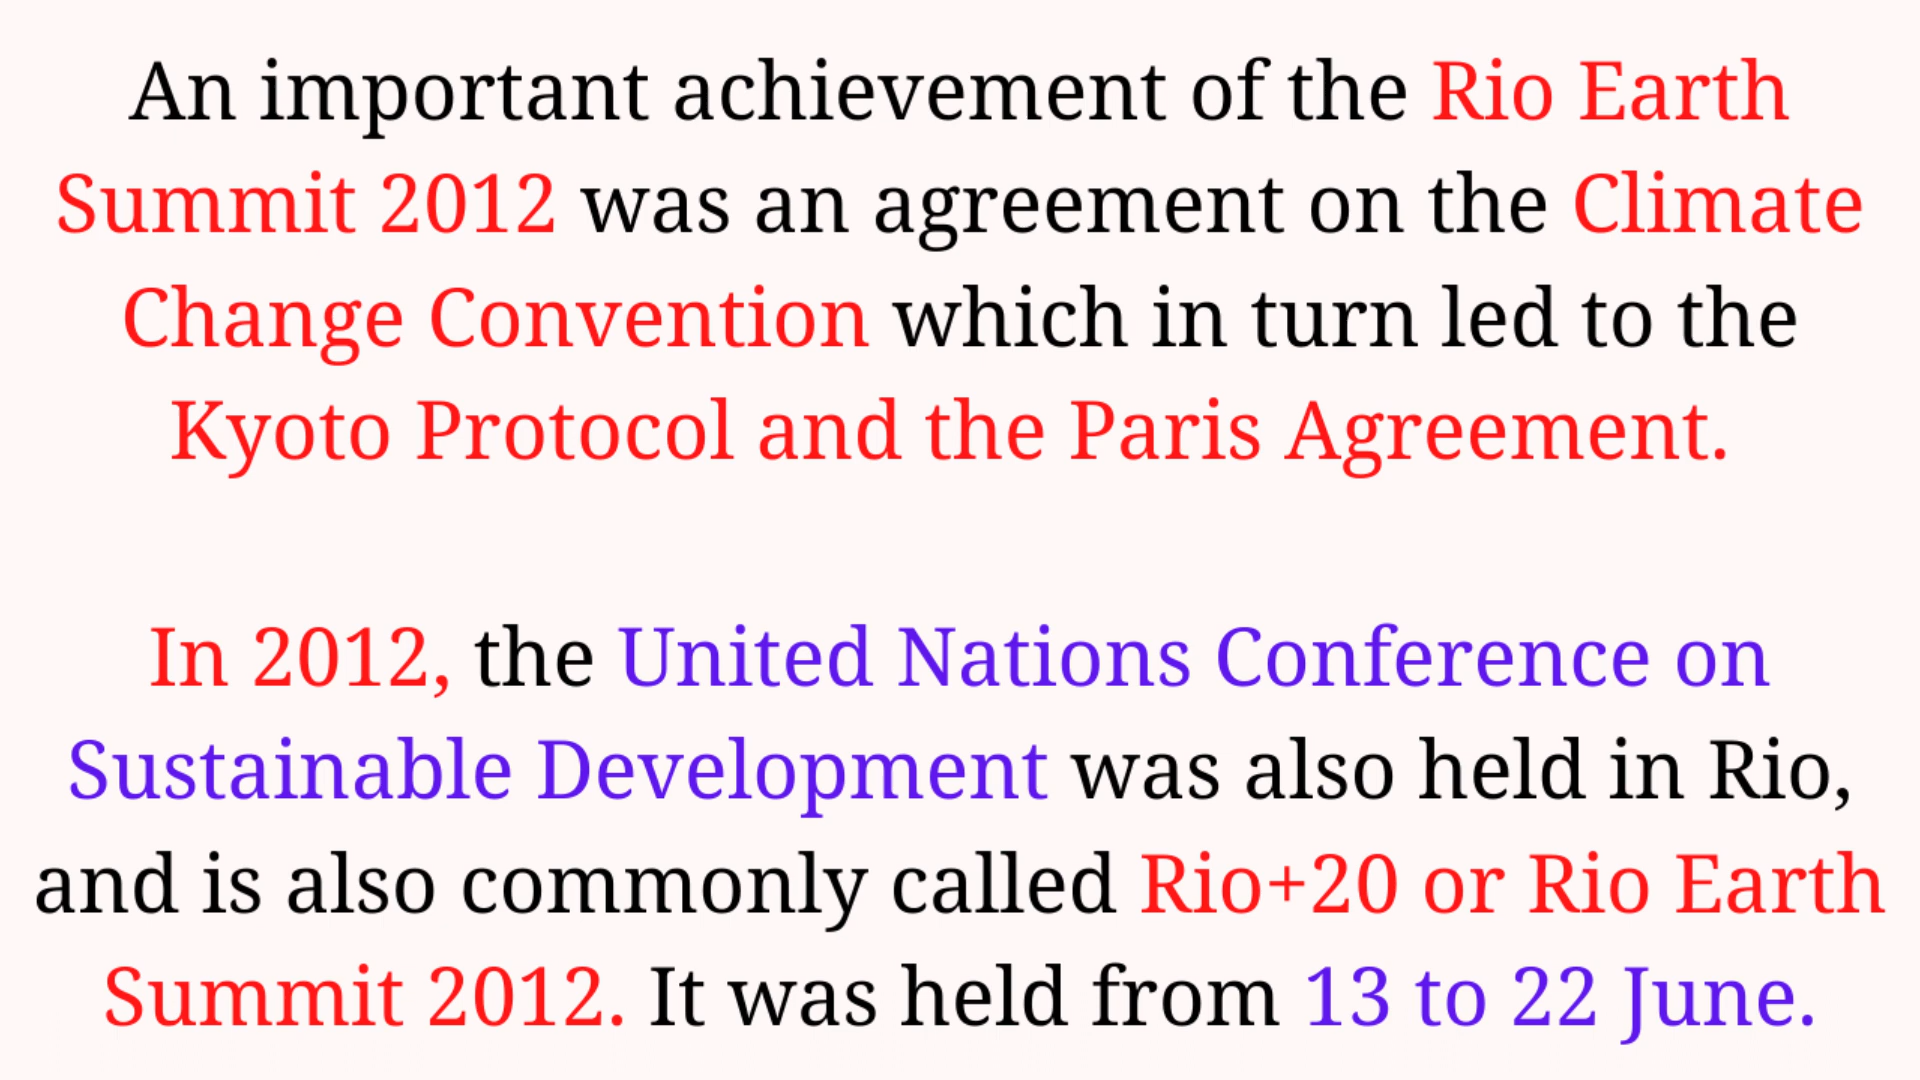 An important achievement of the Rio Earth
Summit 2012 was an agreement on the Climate
Change Convention which in turn led to the
Kyoto Protocol and the Paris Agreement.
In 2012, the United Nations Conference on
Sustainable Development was also held in Rio,
and is also commonly called Rio+20 or Rio Earth
Summit 2012. It was held from 13 to 22 June.